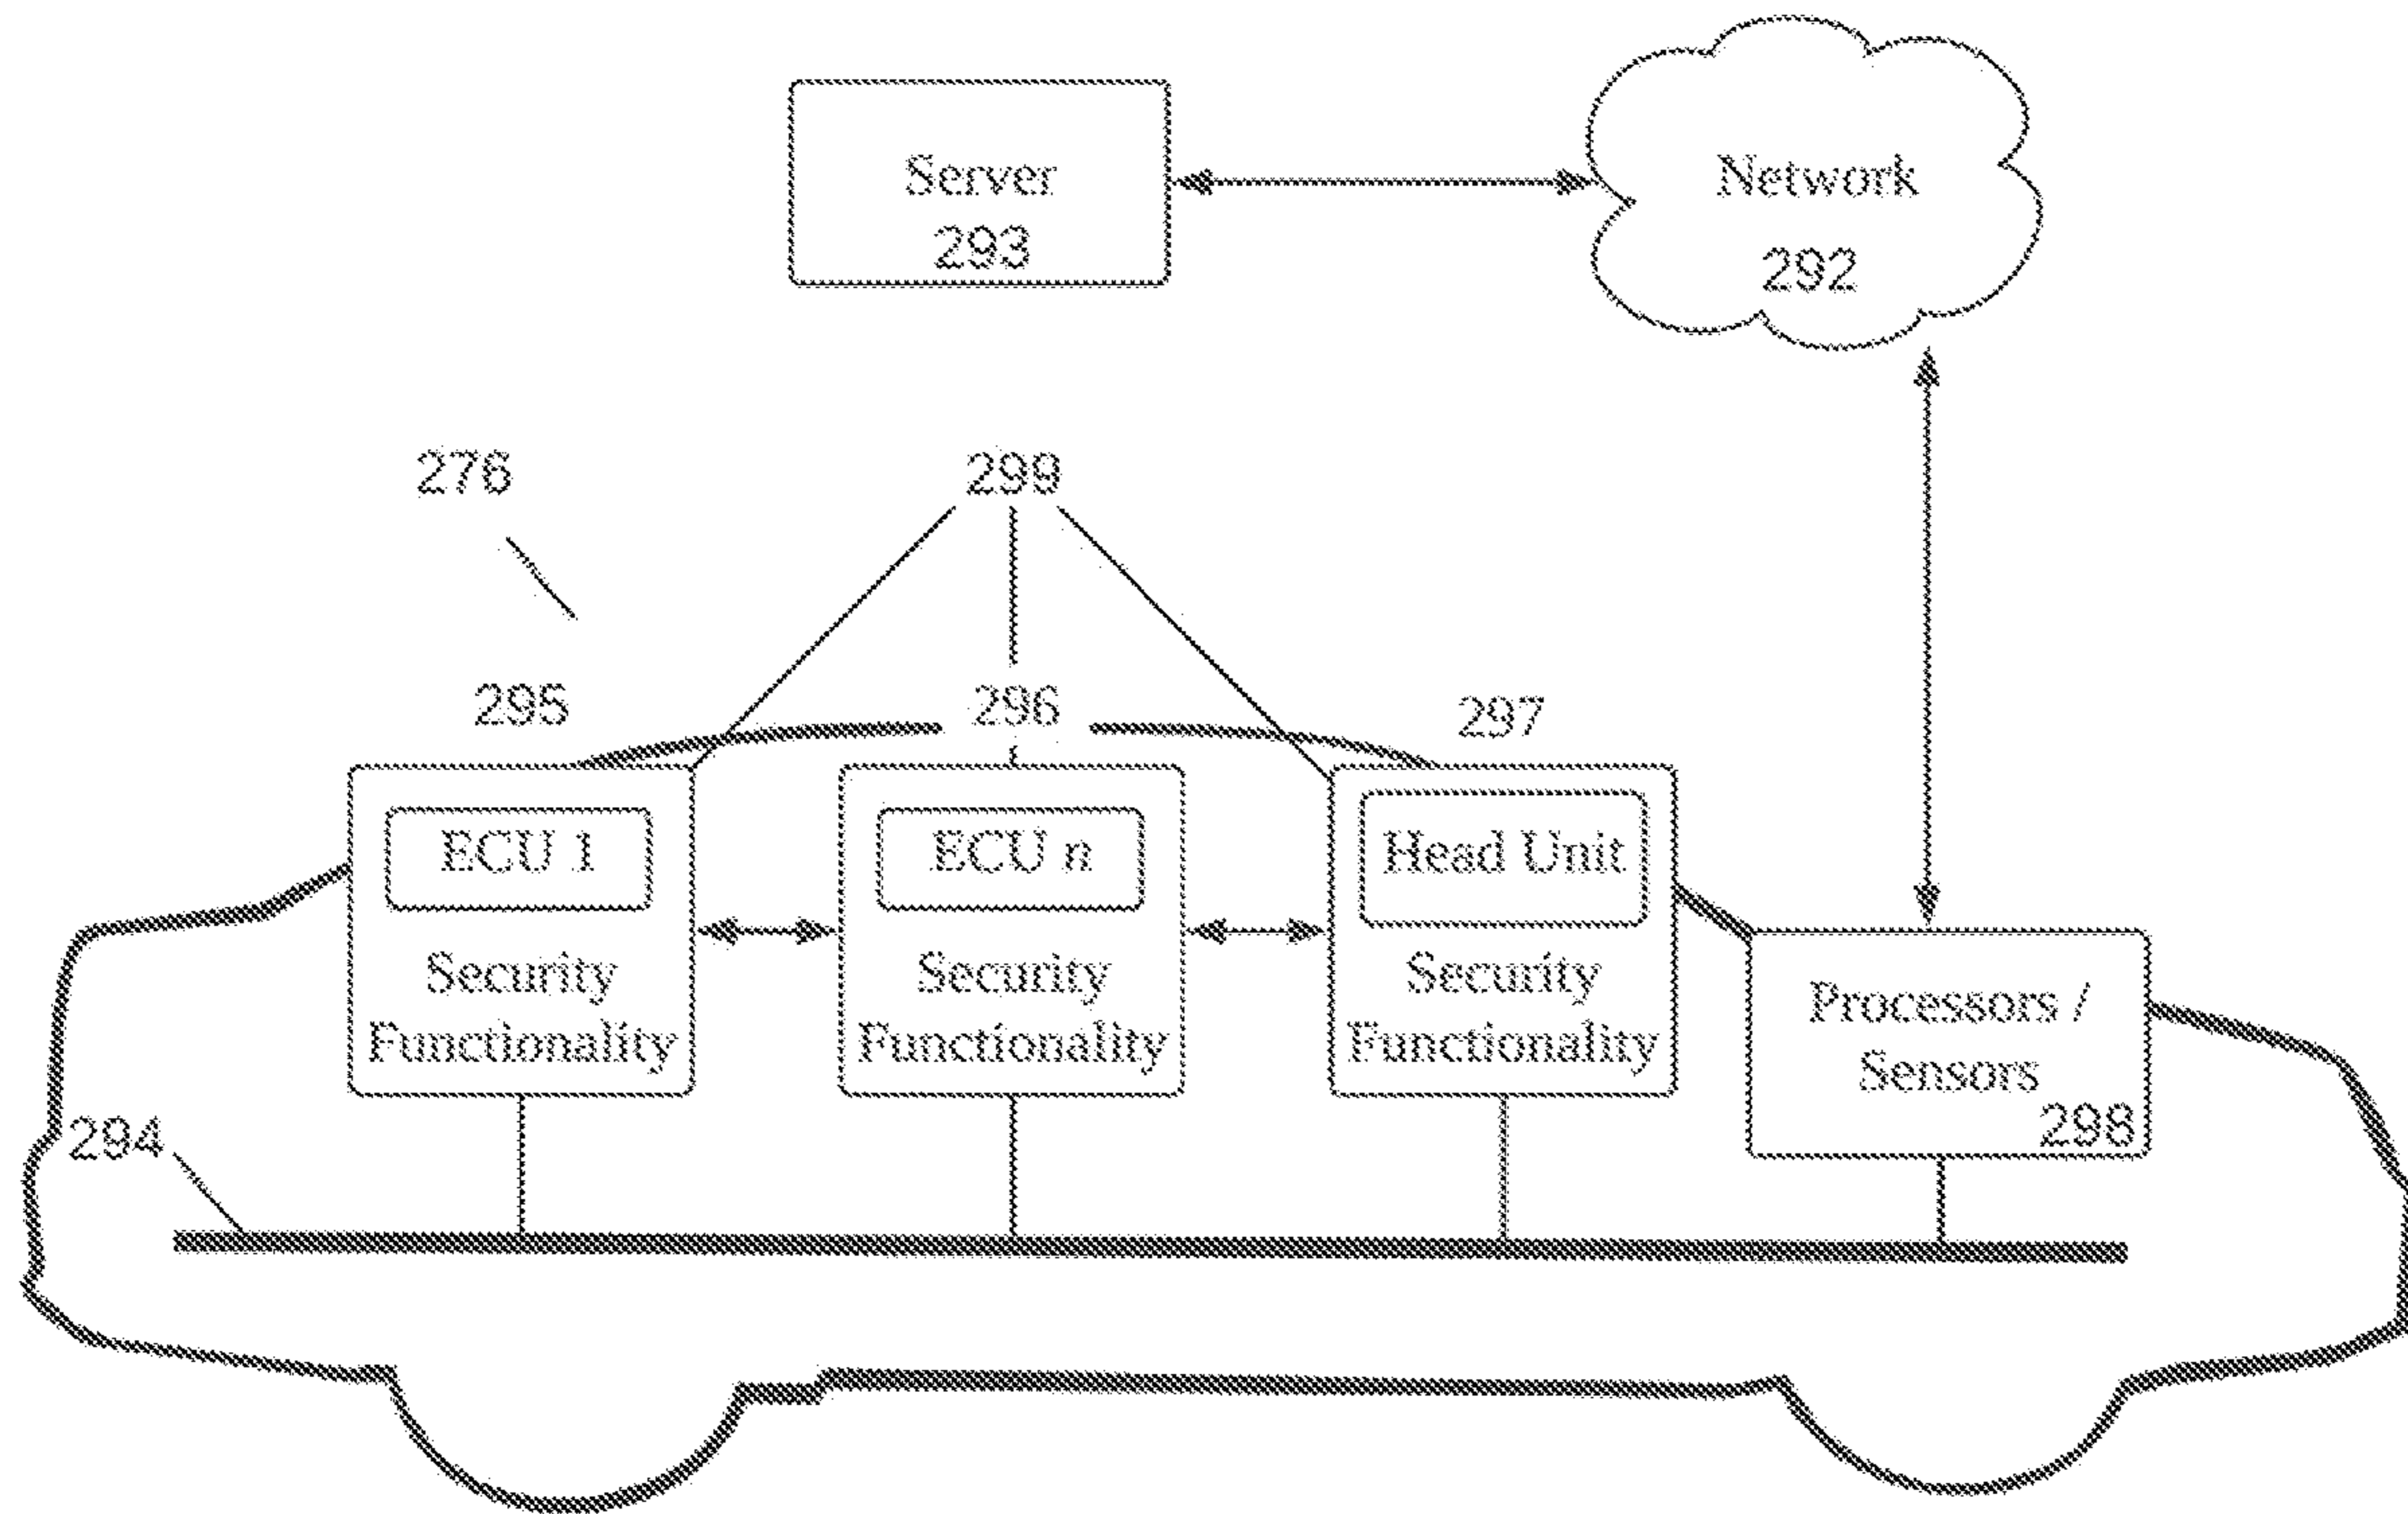 Server
293
Network
292
276
299
295
296
297
ECU 1
Security
Functionality
ECU n
Security
Functionality
Head Unit
Security
Functionality
Processors /
Sensors
298
294